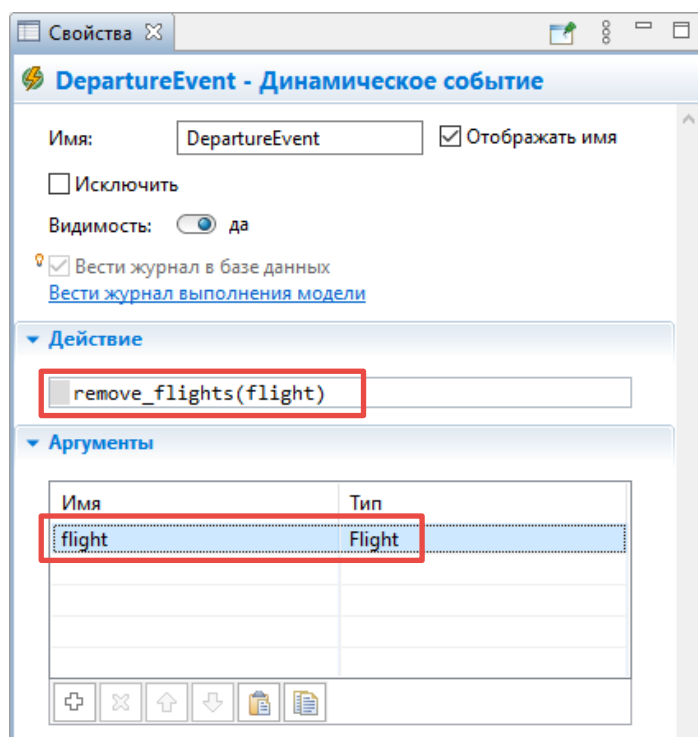 Свойства
DepartureEvent - Динамическое событие
Имя: DepartureEvent Отображать имя
Исключить
Видимость: да
Вести журнал в базе данных
Вести журнал выполнения модели
Действие
remove_flights(flight)
Аргументы
Имя Тип
flight Flight